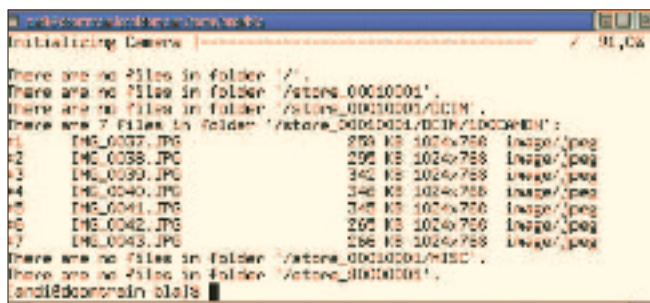 Initializing Camera |---------------------------------------- / 91,0%
There are no files in folder '/'.
There are no files in folder '/store_00010001'.
There are no files in folder '/store_00010001/DCIM'.
There are 7 files in folder '/store_00010001/DCIM/100CANON':
#1 IMG_0037.JPG KB 1024x768 image/jpeg
#2 IMG_0038.JPG 295 KB 1024x768 image/jpeg
#3 IMG_0039.JPG 342 KB 1024x768 image/jpeg
#4 IMG_0040.JPG KB 1024x768 image/jpeg
#5 IMG_0041.JPG KB 1024x768 image/jpeg
#6 IMG_0042.JPG 265 KB 1024x768 image/jpeg
#7 IMG_0043.JPG 266 KB 1024x768 image/jpeg
There are no files in folder '/store_00010001/MISC'.
There are no files in folder